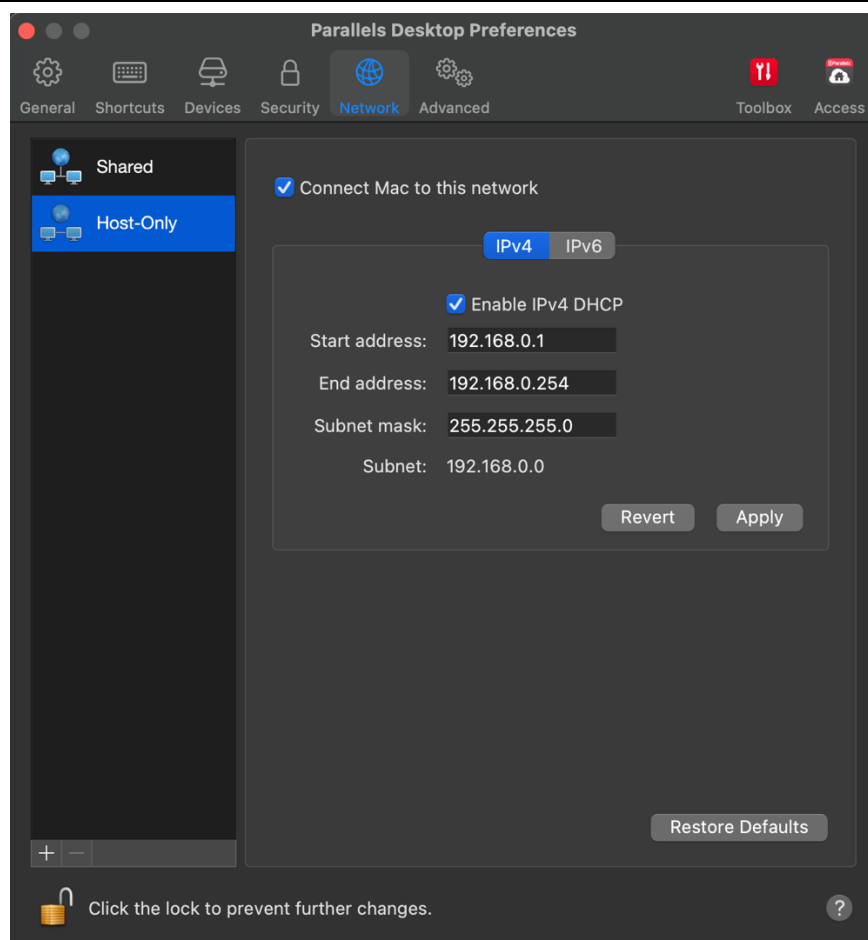 Parallels Desktop Preferences
General Shortcuts Devices Security Network Advanced Toolbox Access
Shared
Host-Only
Connect Mac to this network
IPv4 IPv6
Enable IPv4 DHCP
Start address: 192.168.0.1
End address: 192.168.0.254
Subnet mask: 255.255.255.0
Subnet: 192.168.0.0
Revert Apply
Restore Defaults
Click the lock to prevent further changes.
?